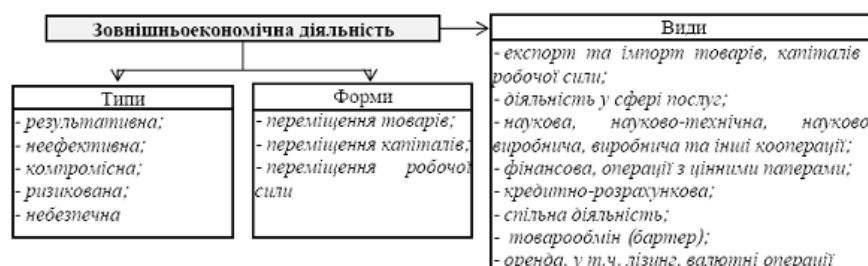 Зовнішньоекономічна діяльність
Типи
- результативна;
- неефективна;
- компромісна;
- ризикована;
- небезпечна
Форми
- переміщення товарів;
- переміщення капіталів;
- переміщення робочої
сили
Види
- експорт та імпорт товарів, капіталів
робочої сили;
- діяльність у сфері послуг;
- наукова, науково-технічна, науково
виробнича, виробнича та інші кооперації;
- фінансова, операції з цінними паперами;
- кредитно-розрахункова;
- спільна діяльність;
- товарообмін (бартер);
- оренда, у т.ч. лізинг, валютні операції